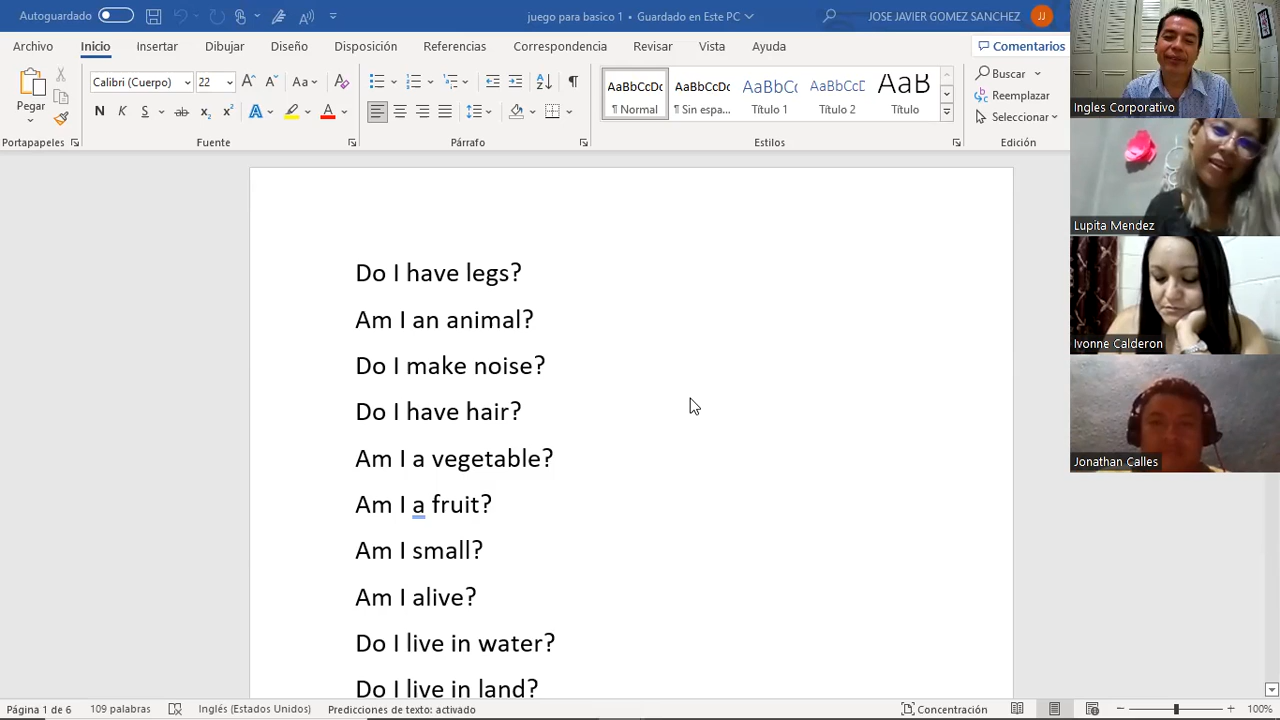 Autoguardado
juego para basico 1 • Guardado en Este PC
JOSE JAVIER GOMEZ SANCHEZ
JJ
Archivo Inicio Insertar Dibujar Diseño Disposición Referencias Correspondencia Revisar Vista Ayuda
Comentarios
Pegar
Calibri (Cuerpo) 22
Aa
N K S ab x₂ x² A A
AaBbCcDc AaBbCcDc AaBbCc AaBbCcD AaB
¶ Normal ¶ Sin espa... Título 1 Título 2 Título
Buscar
Reemplazar
Seleccionar
Portapapeles Fuente Párrafo Estilos Edición
Do I have legs?
Am I an animal?
Do I make noise?
Do I have hair?
Am I a vegetable?
Am I a fruit?
Am I small?
Am I alive?
Do I live in water?
Do I live in land?
Ingles Corporativo
Lupita Mendez
Ivonne Calderon
Jonathan Calles
Página 1 de 6 109 palabras Inglés (Estados Unidos) Predicciones de texto: activado Concentración 100%